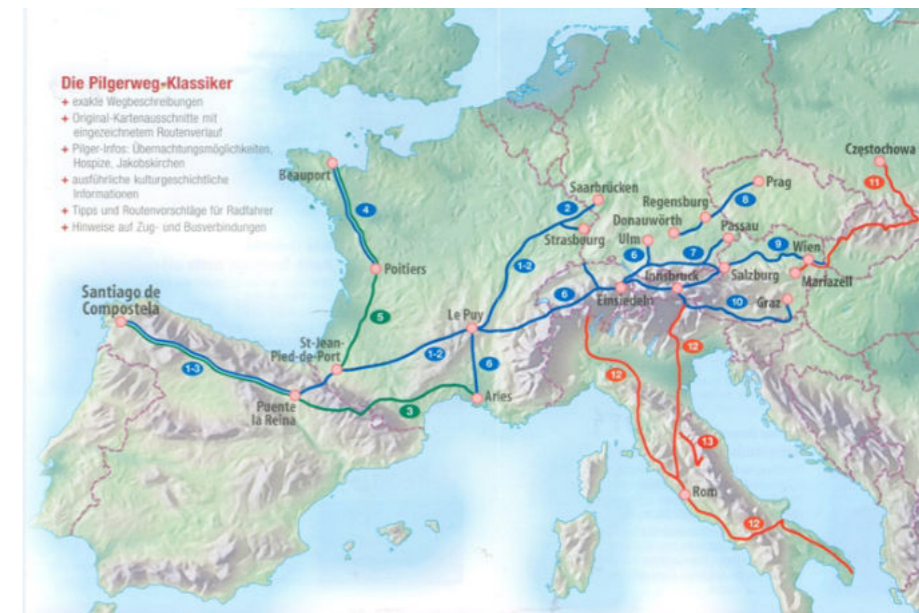 Die Pilgerweg-Klassiker
+ exakte Wegbeschreibungen
+ Original-Kartenausschnitte mit
eingezeichnetem Routenverlauf
+ Pilger-Infos: Übernachtungsmöglichkeiten,
Hospize, Jakobskirchen
+ ausführliche kulturgeschichtliche
Informationen
+ Tipps und Routenvorschläge für Radfahrer
+ Hinweise auf Zug- und Busverbindungen
Częstochowa
11
Beauport
4
Saarbrücken
2
Prag
8
Regensburg
Donauwörth
Passau
Strasbourg
Ulm
6
7
9
Wien
Poitiers
1-2
Innsbruck
Salzburg
Mariazell
Santiago de
Compostela
6
Einsiedeln
10
Graz
5
Le Puy
St-Jean-
Pied-de-Port
1-2
12
1-3
6
12
Puente
la Reina
3
Arles
13
Rom
12